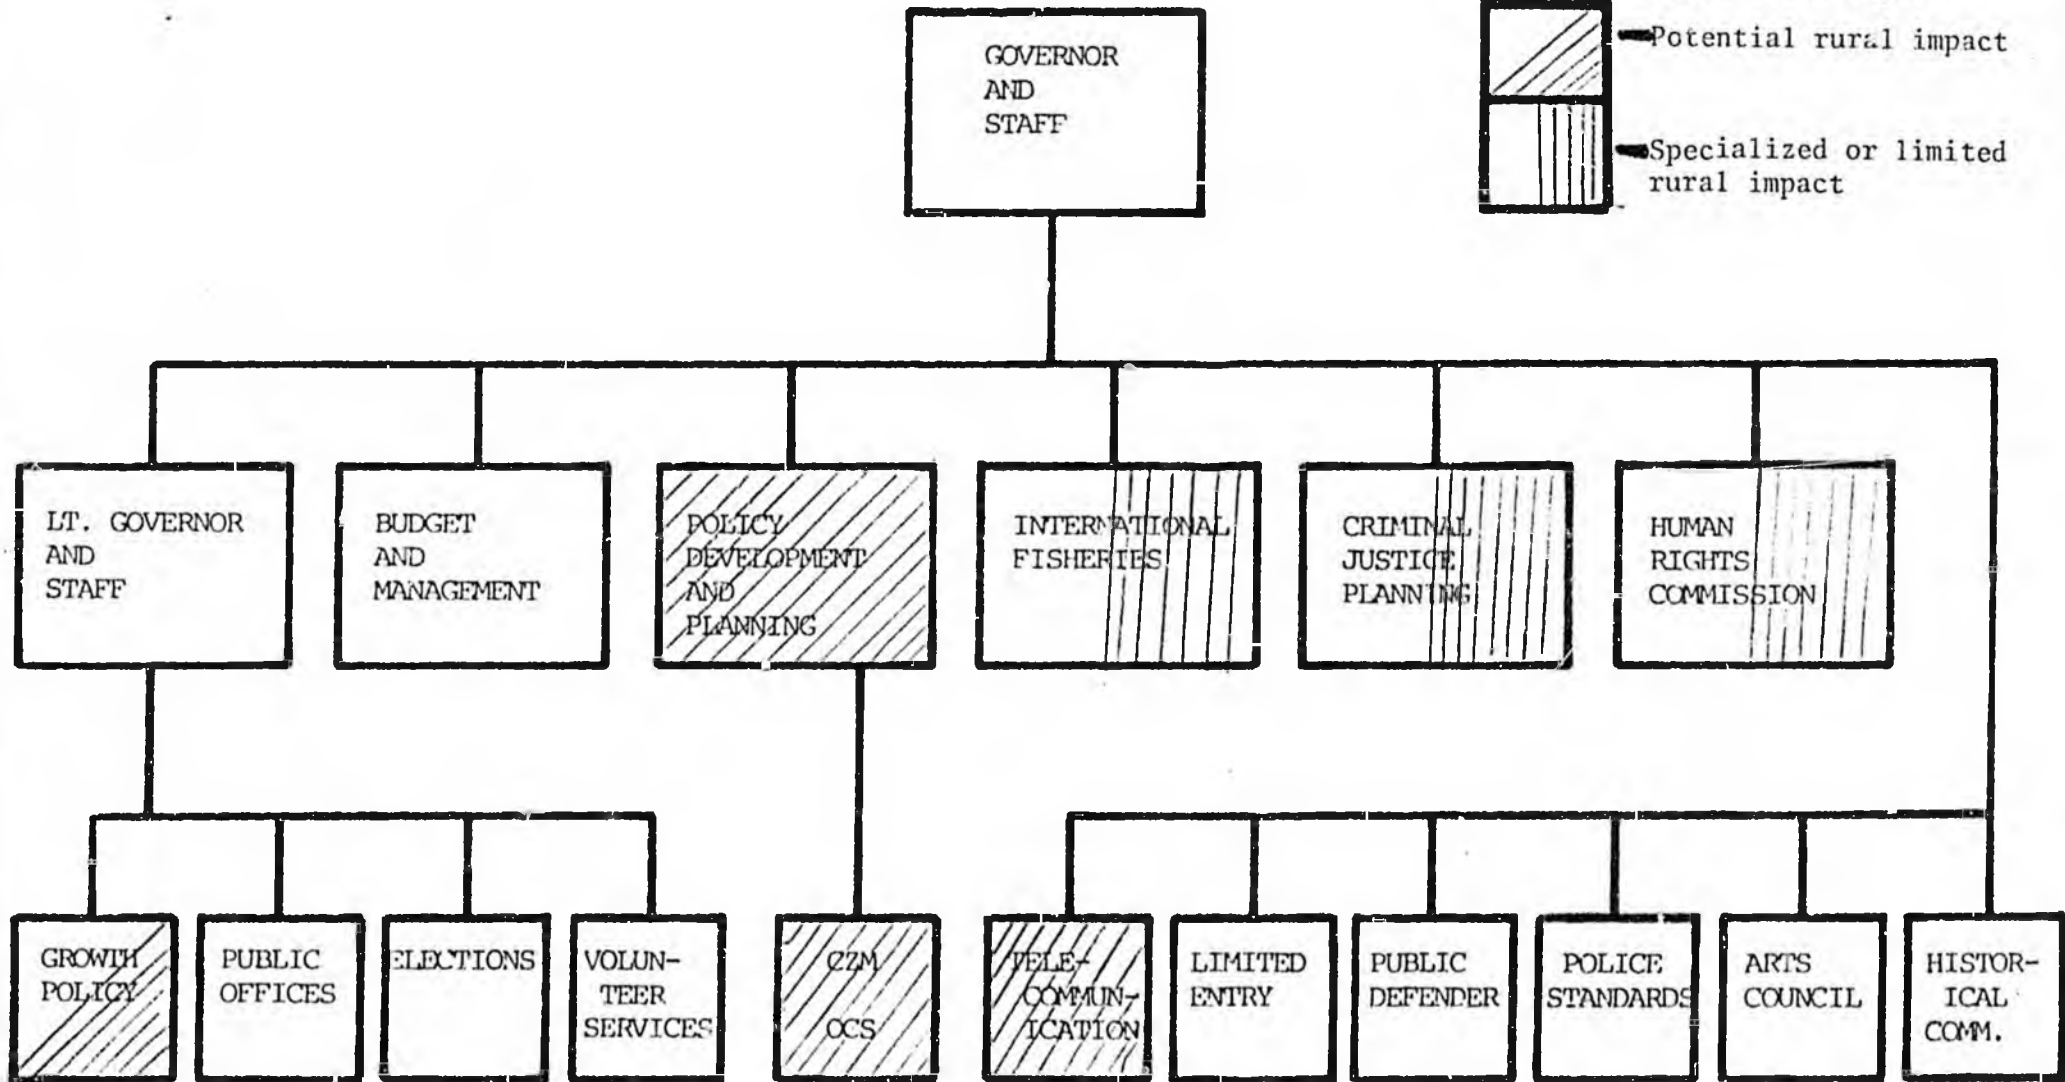 GOVERNOR
AND
STAFF
Potential rural impact
Specialized or limited
rural impact
LT. GOVERNOR
AND
STAFF
BUDGET
AND
MANAGEMENT
POLICY
DEVELOPMENT
AND
PLANNING
INTERNATIONAL
FISHERIES
CRIMINAL
JUSTICE
PLANNING
HUMAN
RIGHTS
COMMISSION
GROWTH
POLICY
PUBLIC
OFFICES
ELECTIONS
VOLUN-
TEER
SERVICES
CZM
OCS
TELE-
COMMUN-
ICATION
LIMITED
ENTRY
PUBLIC
DEFENDER
POLICE
STANDARDS
ARTS
COUNCIL
HISTOR-
ICAL
COMM.